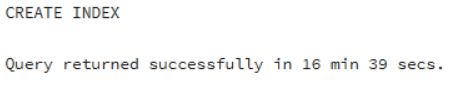 CREATE INDEX
Query returned successfully in 16 min 39 secs.